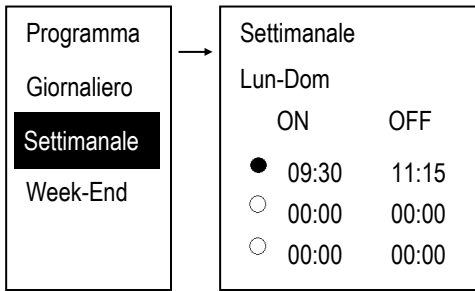 Programma
Giornaliero
Settimanale
Week-End
Settimanale
Lun-Dom
ON OFF
09:30 11:15
00:00 00:00
00:00 00:00